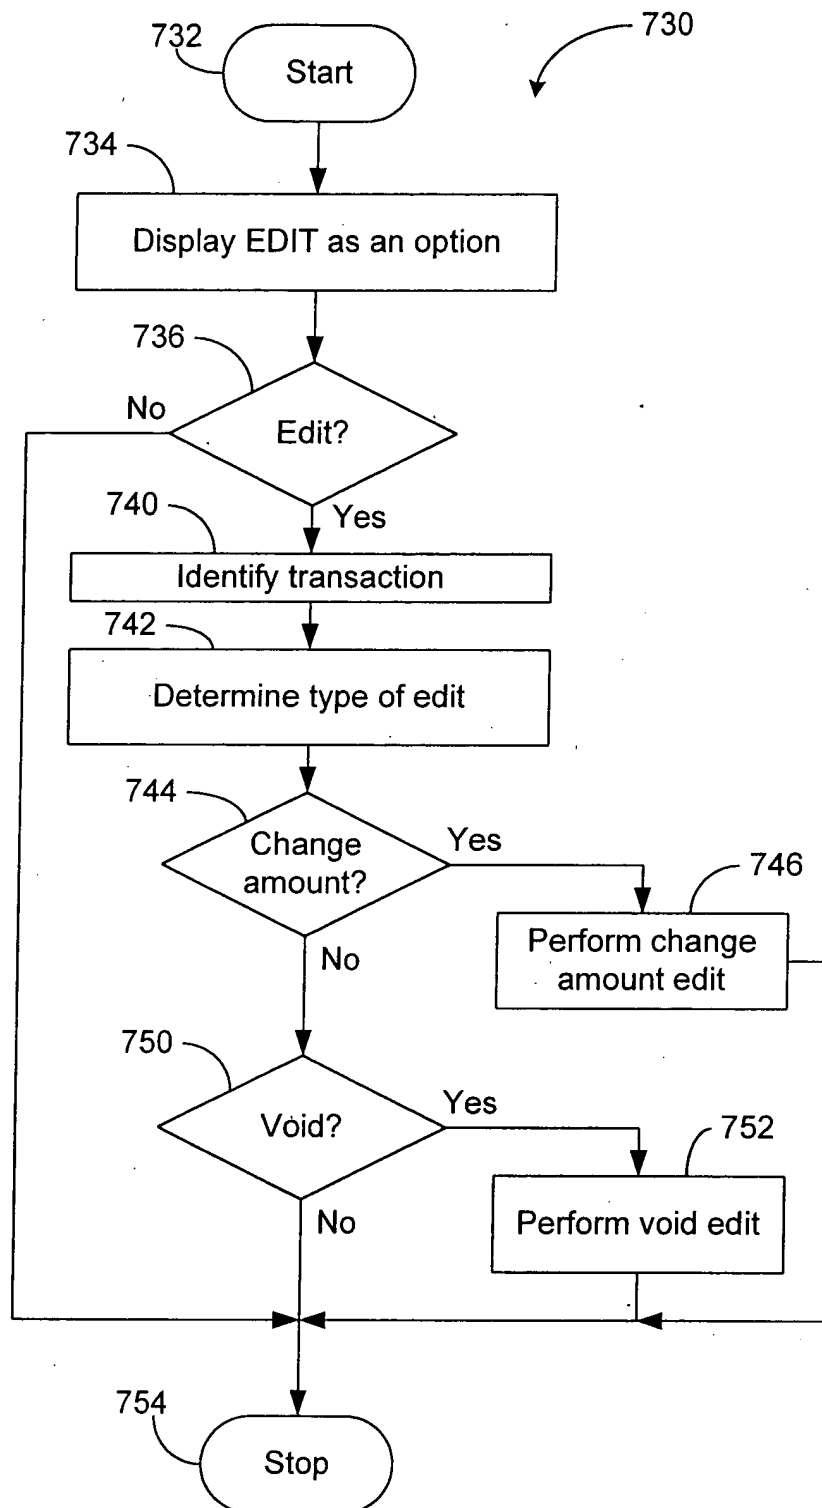 732
Start
730
734
Display EDIT as an option
736
No
Edit?
Yes
740
Identify transaction
742
Determine type of edit
744
Change
amount?
Yes
746
Perform change
amount edit
No
750
Void?
Yes
752
Perform void edit
No
754
Stop